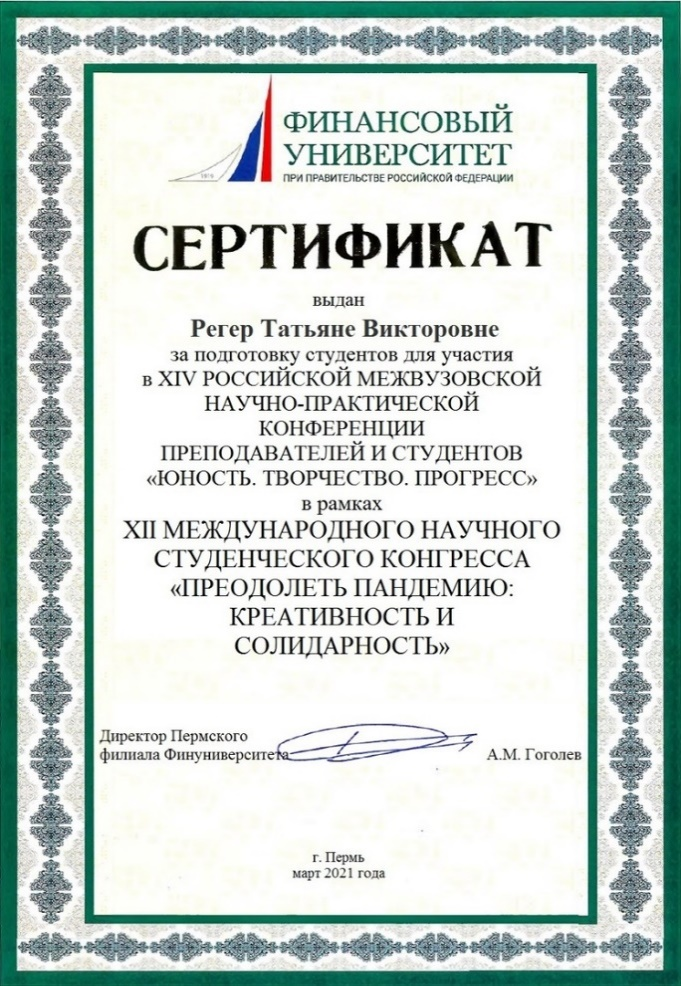 ФИНАНСОВЫЙ
УНИВЕРСИТЕТ
ПРИ ПРАВИТЕЛЬСТВЕ РОССИЙСКОЙ ФЕДЕРАЦИИ
1919
СЕРТИФИКАТ
выдан
Регер Татьяне Викторовне
за подготовку студентов для участия
в XIV РОССИЙСКОЙ МЕЖВУЗОВСКОЙ
НАУЧНО-ПРАКТИЧЕСКОЙ
КОНФЕРЕНЦИИ
ПРЕПОДАВАТЕЛЕЙ И СТУДЕНТОВ
«ЮНОСТЬ. ТВОРЧЕСТВО. ПРОГРЕСС»
в рамках
XII МЕЖДУНАРОДНОГО НАУЧНОГО
СТУДЕНЧЕСКОГО КОНГРЕССА
«ПРЕОДОЛЕТЬ ПАНДЕМИЮ:
КРЕАТИВНОСТЬ И
СОЛИДАРНОСТЬ»
Директор Пермского
филиала Финуниверситета
А.М. Гоголев
г. Пермь
март 2021 года